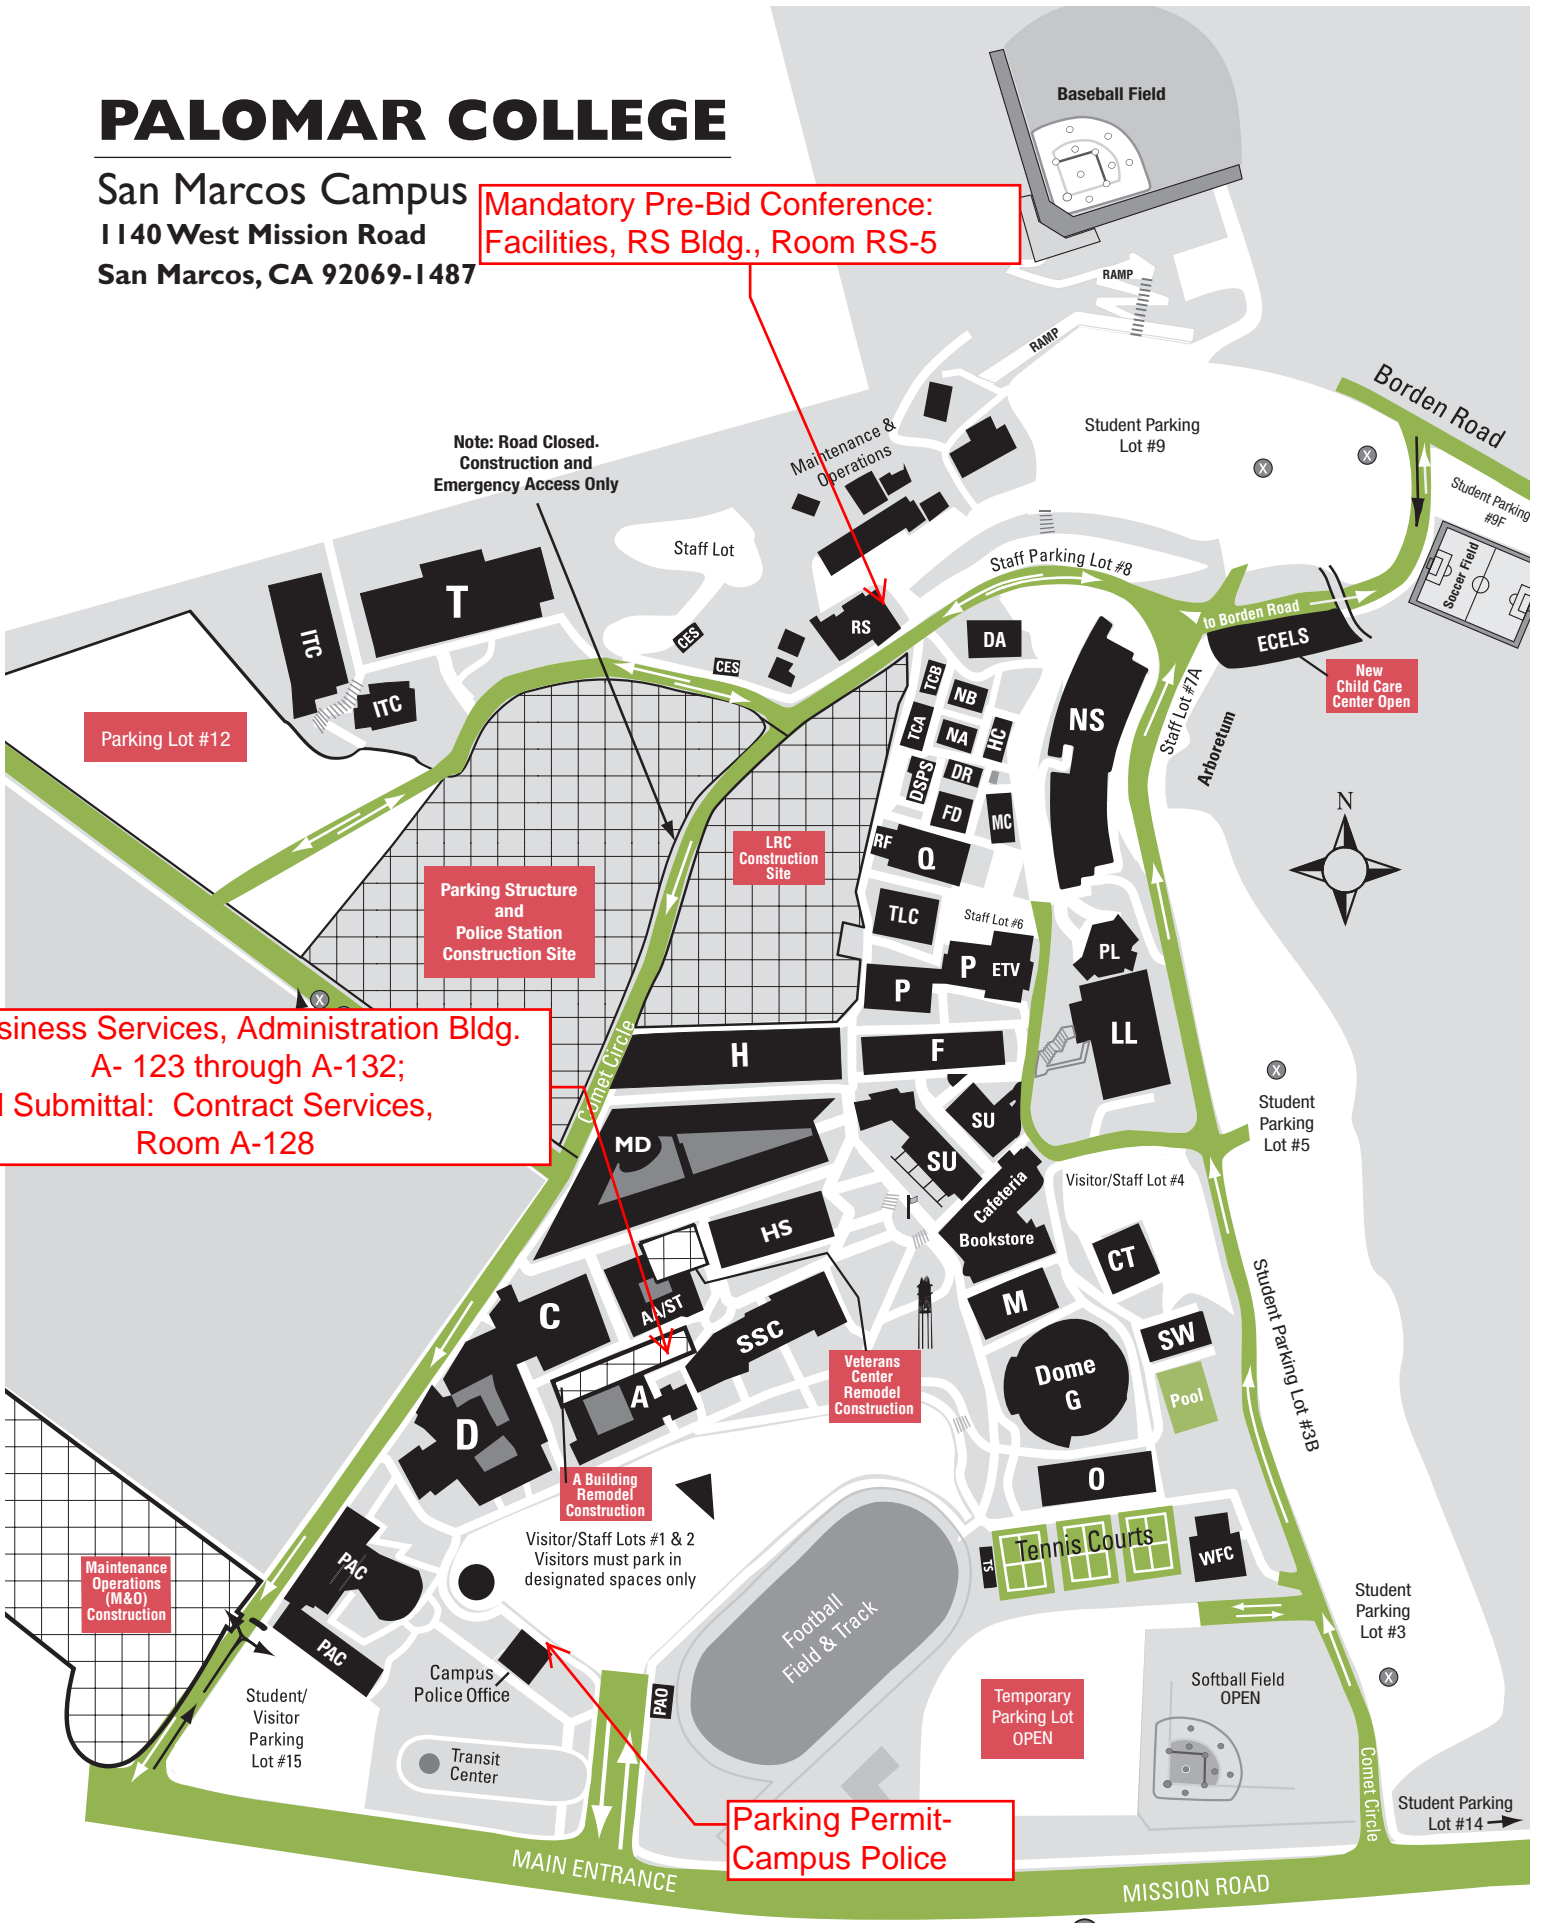 PALOMAR COLLEGE
San Marcos Campus
1140 West Mission Road
San Marcos, CA 92069-1487
Mandatory Pre-Bid Conference:
Facilities, RS Bldg., Room RS-5
Baseball Field
RAMP
RAMP
Borden Road
Student Parking
Lot #9
X
X
Student Parking
#9F
Soccer Field
Note: Road Closed.
Construction and
Emergency Access Only
Maintenance &
Operations
Staff Lot
Staff Parking Lot #8
to Borden Road
ECELS
New
Child Care
Center Open
T
ITC
ITC
CES
CES
RS
DA
TCB
NB
TCA
NA
HC
NS
DSPS
DR
FD
MC
RF
Q
Staff Lot #7A
Arboretum
N
Parking Lot #12
LRC
Construction
Site
Parking Structure
and
Police Station
Construction Site
TLC
Staff Lot #6
P
P
ETV
PL
LL
X
siness Services, Administration Bldg.
A- 123 through A-132;
Submittal: Contract Services,
Room A-128
Comet Circle
H
F
X
Student
Parking
Lot #5
MD
SU
SU
Cafeteria
Bookstore
Visitor/Staff Lot #4
HS
CT
C
AA/ST
SSC
M
SW
Student Parking Lot #3B
Veterans
Center
Remodel
Construction
Dome
G
Pool
A
D
O
A Building
Remodel
Construction
Visitor/Staff Lots #1 & 2
Visitors must park in
designated spaces only
Tennis Courts
TS
WFC
Maintenance
Operations
(M&O)
Construction
PAC
PAC
Football
Field & Track
Student
Parking
Lot #3
X
Campus
Police Office
PAO
Student/
Visitor
Parking
Lot #15
Transit
Center
Temporary
Parking Lot
OPEN
Softball Field
OPEN
Comet Circle
Student Parking
Lot #14
Parking Permit-
Campus Police
MAIN ENTRANCE
MISSION ROAD